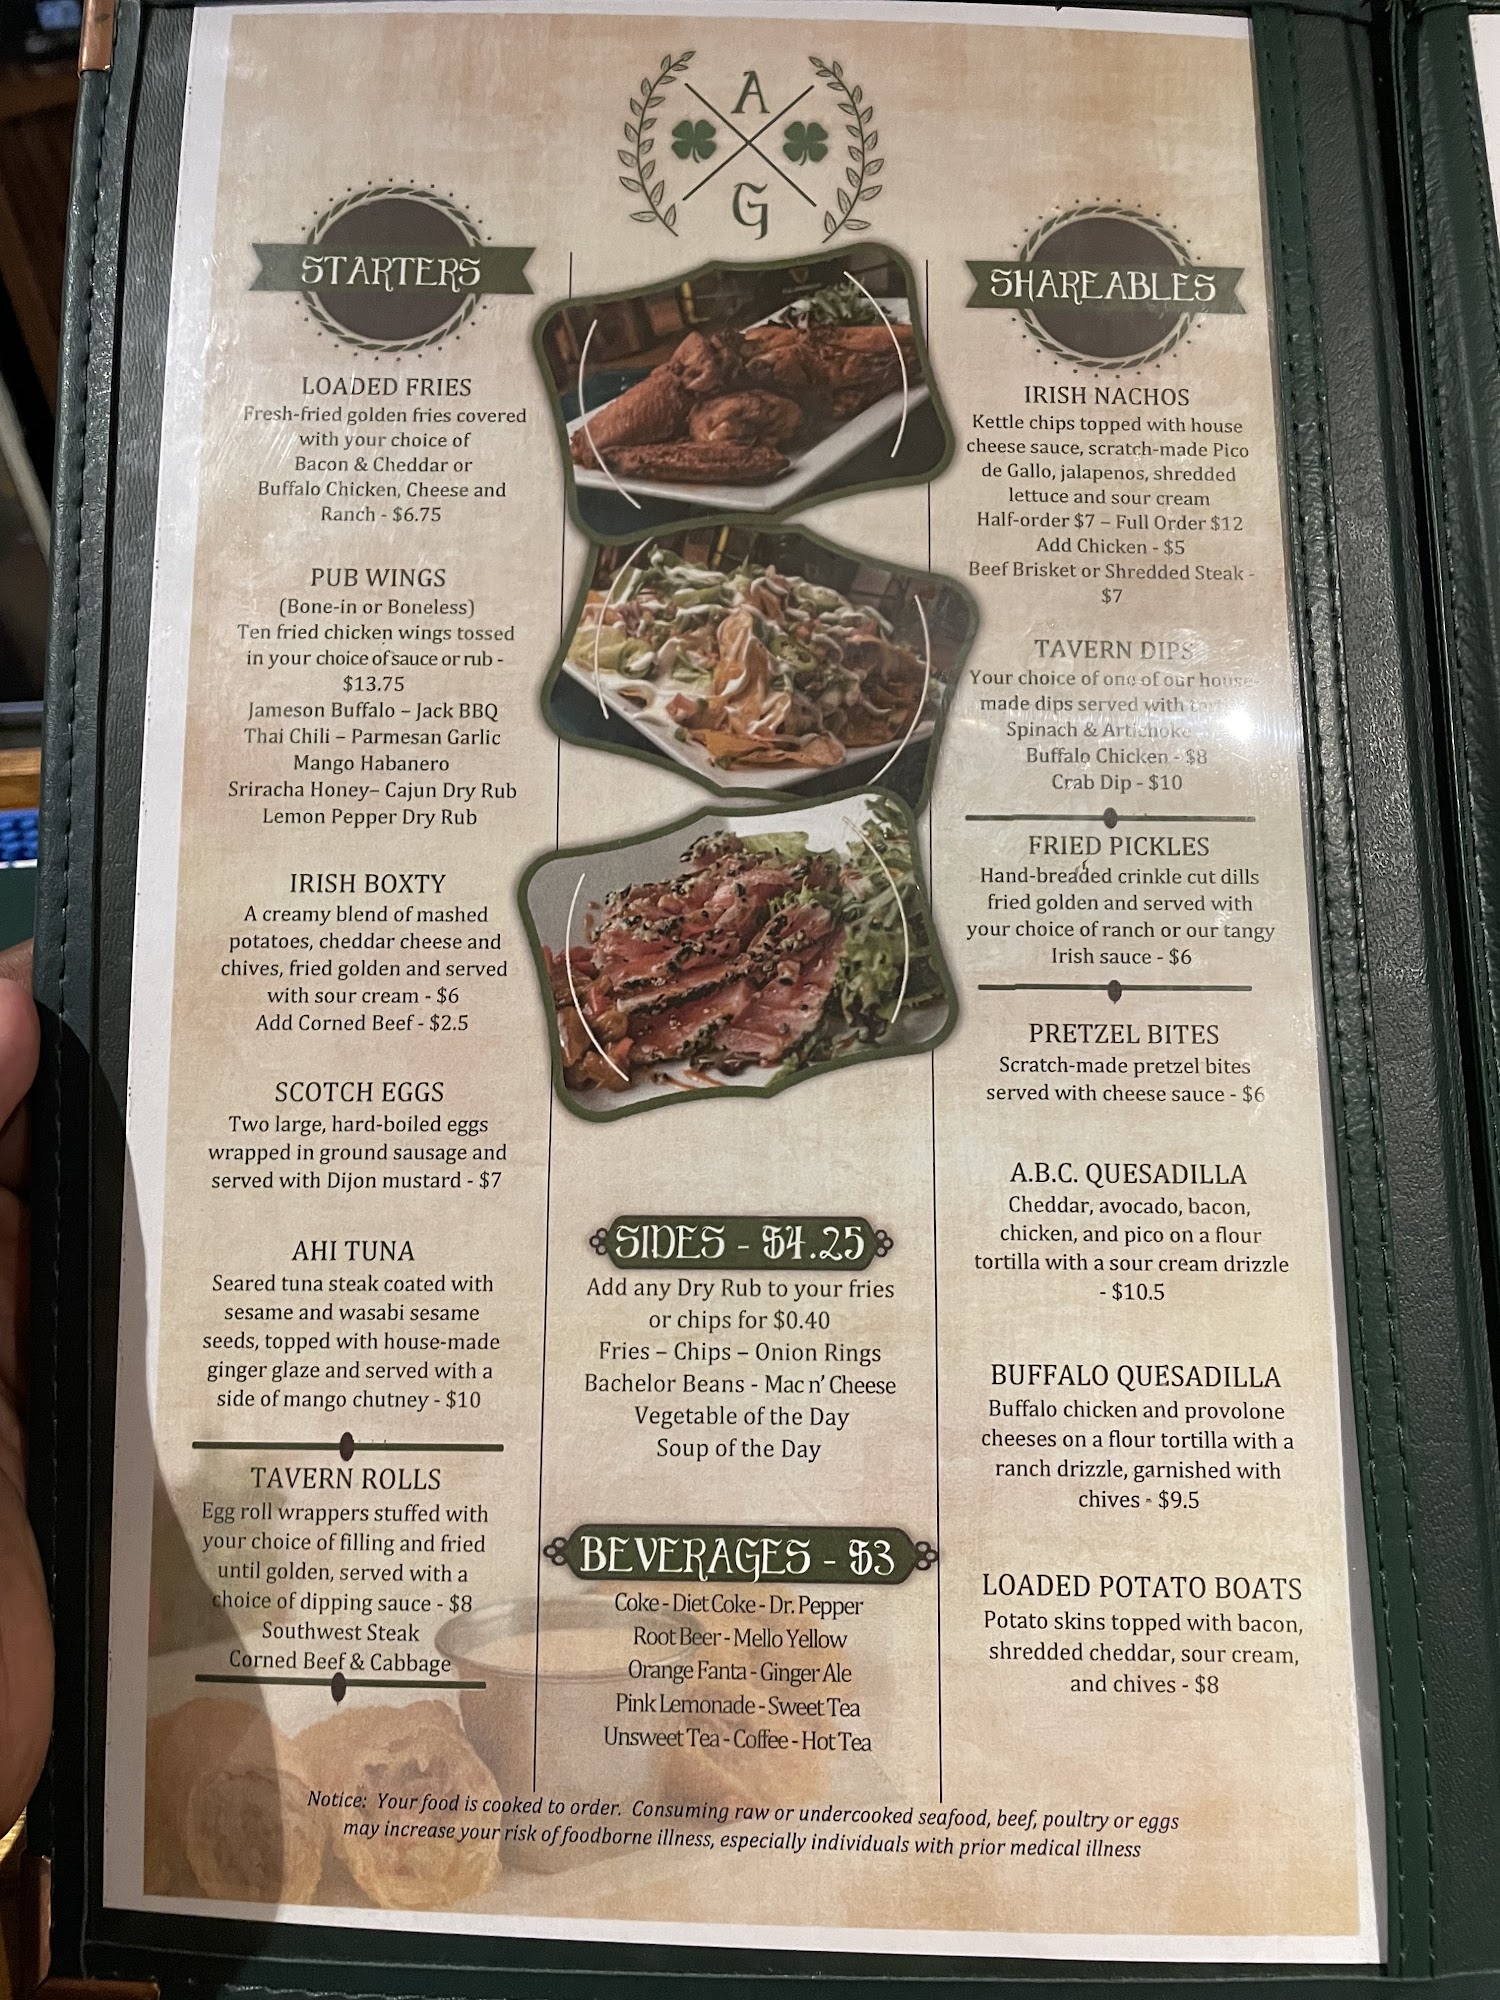 A
G
STARTERS
LOADED FRIES
Fresh-fried golden fries covered
with your choice of
Bacon & Cheddar or
Buffalo Chicken, Cheese and
Ranch - $6.75
PUB WINGS
(Bone-in or Boneless)
Ten fried chicken wings tossed
in your choice of sauce or rub -
$13.75
Jameson Buffalo – Jack BBQ
Thai Chili – Parmesan Garlic
Mango Habanero
Sriracha Honey– Cajun Dry Rub
Lemon Pepper Dry Rub
IRISH BOXTY
A creamy blend of mashed
potatoes, cheddar cheese and
chives, fried golden and served
with sour cream - $6
Add Corned Beef - $2.5
SCOTCH EGGS
Two large, hard-boiled eggs
wrapped in ground sausage and
served with Dijon mustard - $7
AHI TUNA
Seared tuna steak coated with
sesame and wasabi sesame
seeds, topped with house-made
ginger glaze and served with a
side of mango chutney - $10
TAVERN ROLLS
Egg roll wrappers stuffed with
your choice of filling and fried
until golden, served with a
choice of dipping sauce - $8
Southwest Steak
Corned Beef & Cabbage
SIDES - $4.25
Add any Dry Rub to your fries
or chips for $0.40
Fries – Chips – Onion Rings
Bachelor Beans - Mac n' Cheese
Vegetable of the Day
Soup of the Day
BEVERAGES - $3
Coke - Diet Coke - Dr. Pepper
Root Beer - Mello Yellow
Orange Fanta - Ginger Ale
Pink Lemonade - Sweet Tea
Unsweet Tea - Coffee - Hot Tea
SHAREABLES
IRISH NACHOS
Kettle chips topped with house
cheese sauce, scratch-made Pico
de Gallo, jalapenos, shredded
lettuce and sour cream
Half-order $7 – Full Order $12
Add Chicken - $5
Beef Brisket or Shredded Steak -
$7
TAVERN DIPS
Your choice of one of our house-
made dips served with
Spinach & Artichoke
Buffalo Chicken - $8
Crab Dip - $10
FRIED PICKLES
Hand-breaded crinkle cut dills
fried golden and served with
your choice of ranch or our tangy
Irish sauce - $6
PRETZEL BITES
Scratch-made pretzel bites
served with cheese sauce - $6
A.B.C. QUESADILLA
Cheddar, avocado, bacon,
chicken, and pico on a flour
tortilla with a sour cream drizzle
- $10.5
BUFFALO QUESADILLA
Buffalo chicken and provolone
cheeses on a flour tortilla with a
ranch drizzle, garnished with
chives - $9.5
LOADED POTATO BOATS
Potato skins topped with bacon,
shredded cheddar, sour cream,
and chives - $8
Notice: Your food is cooked to order. Consuming raw or undercooked seafood, beef, poultry or eggs
may increase your risk of foodborne illness, especially individuals with prior medical illness